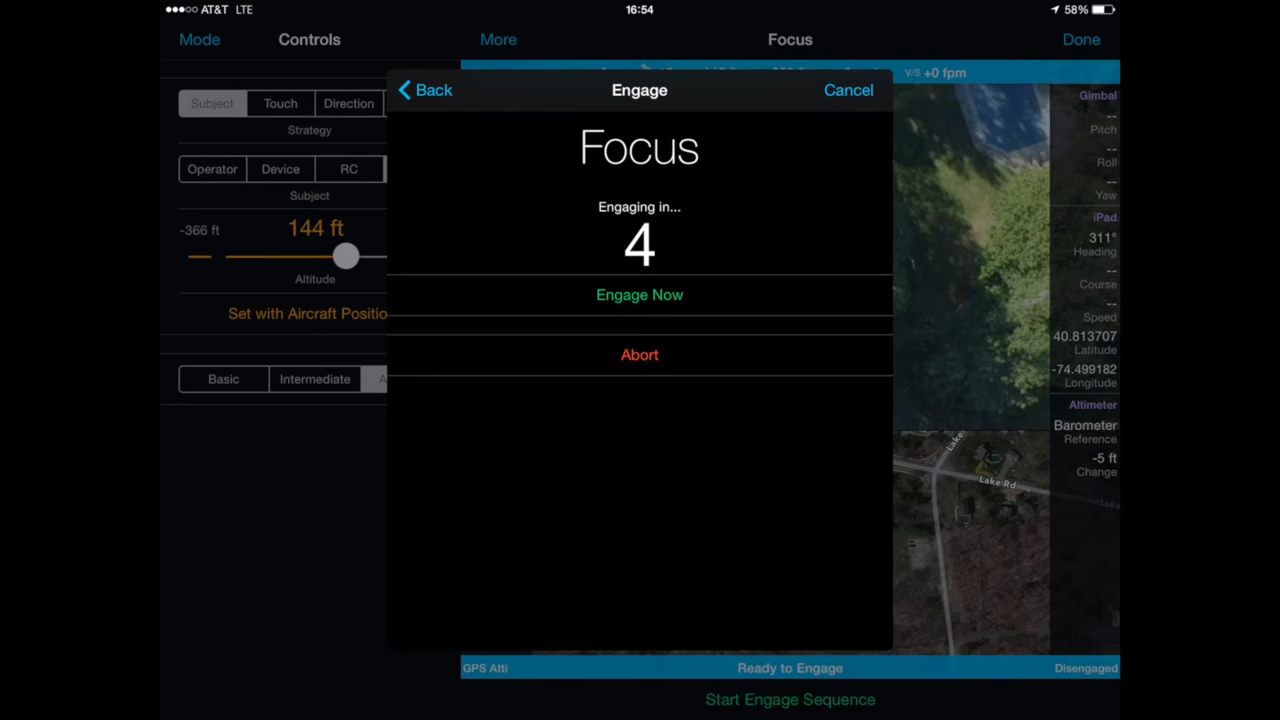 AT&T LTE
16:54
58%
Mode
Controls
More
Focus
Done
V/S +0 fpm
Back
Engage
Cancel
Focus
Engaging in...
4
Engage Now
Abort
Subject
Touch
Direction
Strategy
Operator
Device
RC
Subject
-366 ft
144 ft
Altitude
Set with Aircraft Positio
Basic
Intermediate
A
Gimbal
--
Pitch
--
Roll
--
Yaw
iPad
311°
Heading
--
Course
--
Speed
40.813707
Latitude
-74.499182
Longitude
Altimeter
Barometer
Reference
-5 ft
Change
Lake
Lake Rd
Lake
GPS Atti
Ready to Engage
Disengaged
Start Engage Sequence